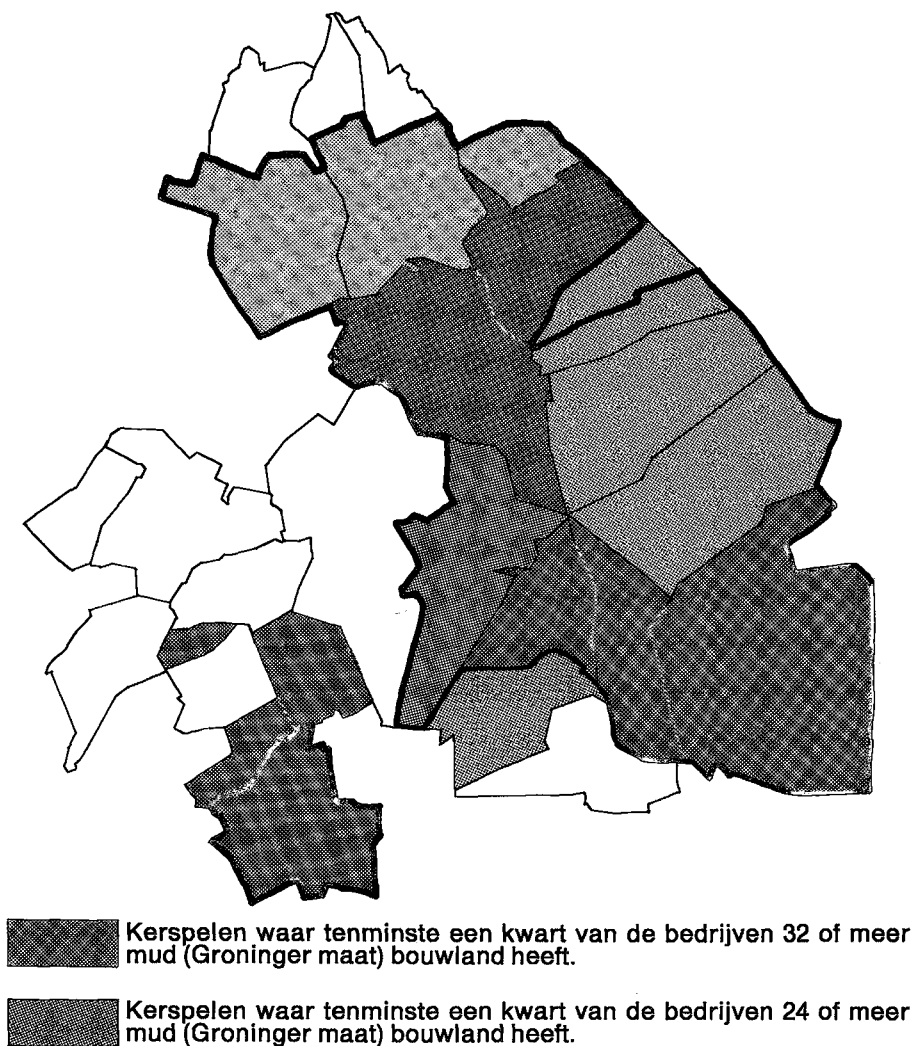 Kerspelen waar tenminste een kwart van de bedrijven 32 of meer
mud (Groninger maat) bouwland heeft.
Kerspelen waar tenminste een kwart van de bedrijven 24 of meer
mud (Groninger maat) bouwland heeft.